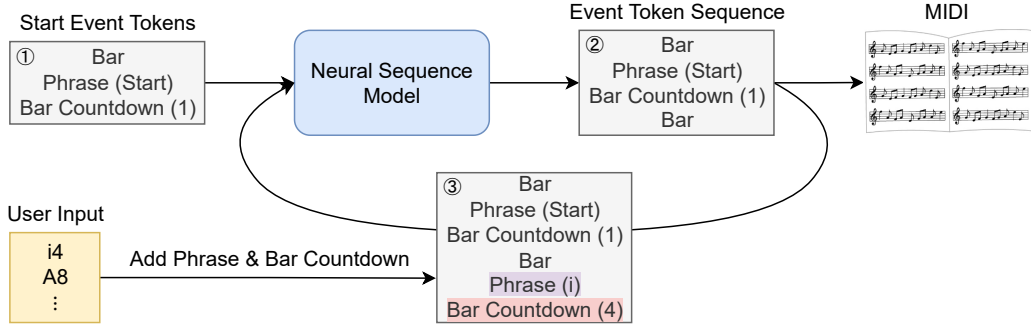 Start Event Tokens
①
Bar
Phrase (Start)
Bar Countdown (1)
Neural Sequence
Model
Event Token Sequence
②
Bar
Phrase (Start)
Bar Countdown (1)
Bar
MIDI
User Input
i4
A8
⋮
Add Phrase & Bar Countdown
③
Bar
Phrase (Start)
Bar Countdown (1)
Bar
Phrase (i)
Bar Countdown (4)